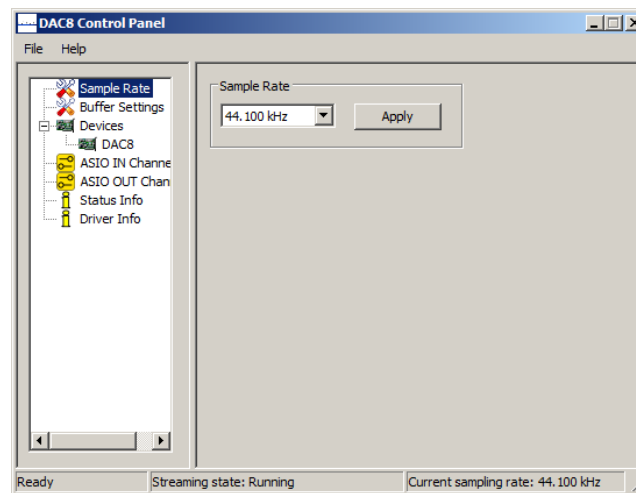 DAC8 Control Panel
File Help
Sample Rate
Buffer Settings
Devices
DAC8
ASIO IN Channe
ASIO OUT Chan
Status Info
Driver Info
Sample Rate
44.100 kHz
Apply
Ready Streaming state: Running Current sampling rate: 44.100 kHz